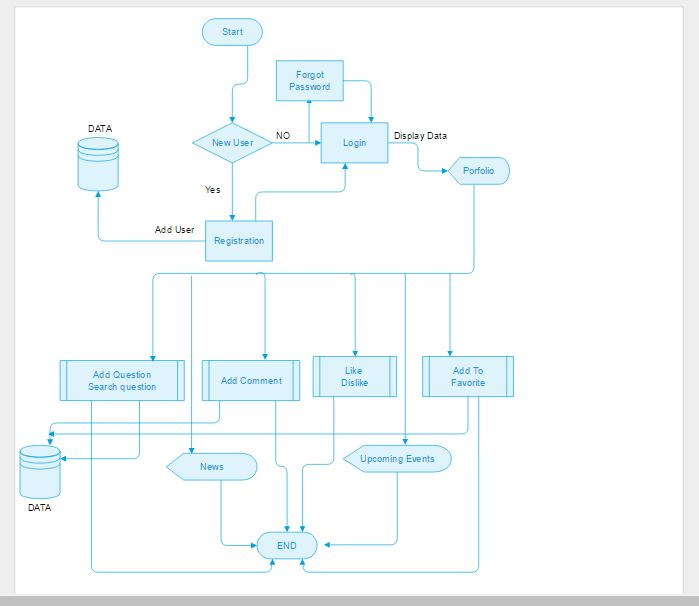 Start
Forgot
Password
DATA
New User
NO
Login
Display Data
Porfolio
Yes
Add User
Registration
Add Question
Search question
Add Comment
Like
Dislike
Add To
Favorite
News
Upcoming Events
DATA
END